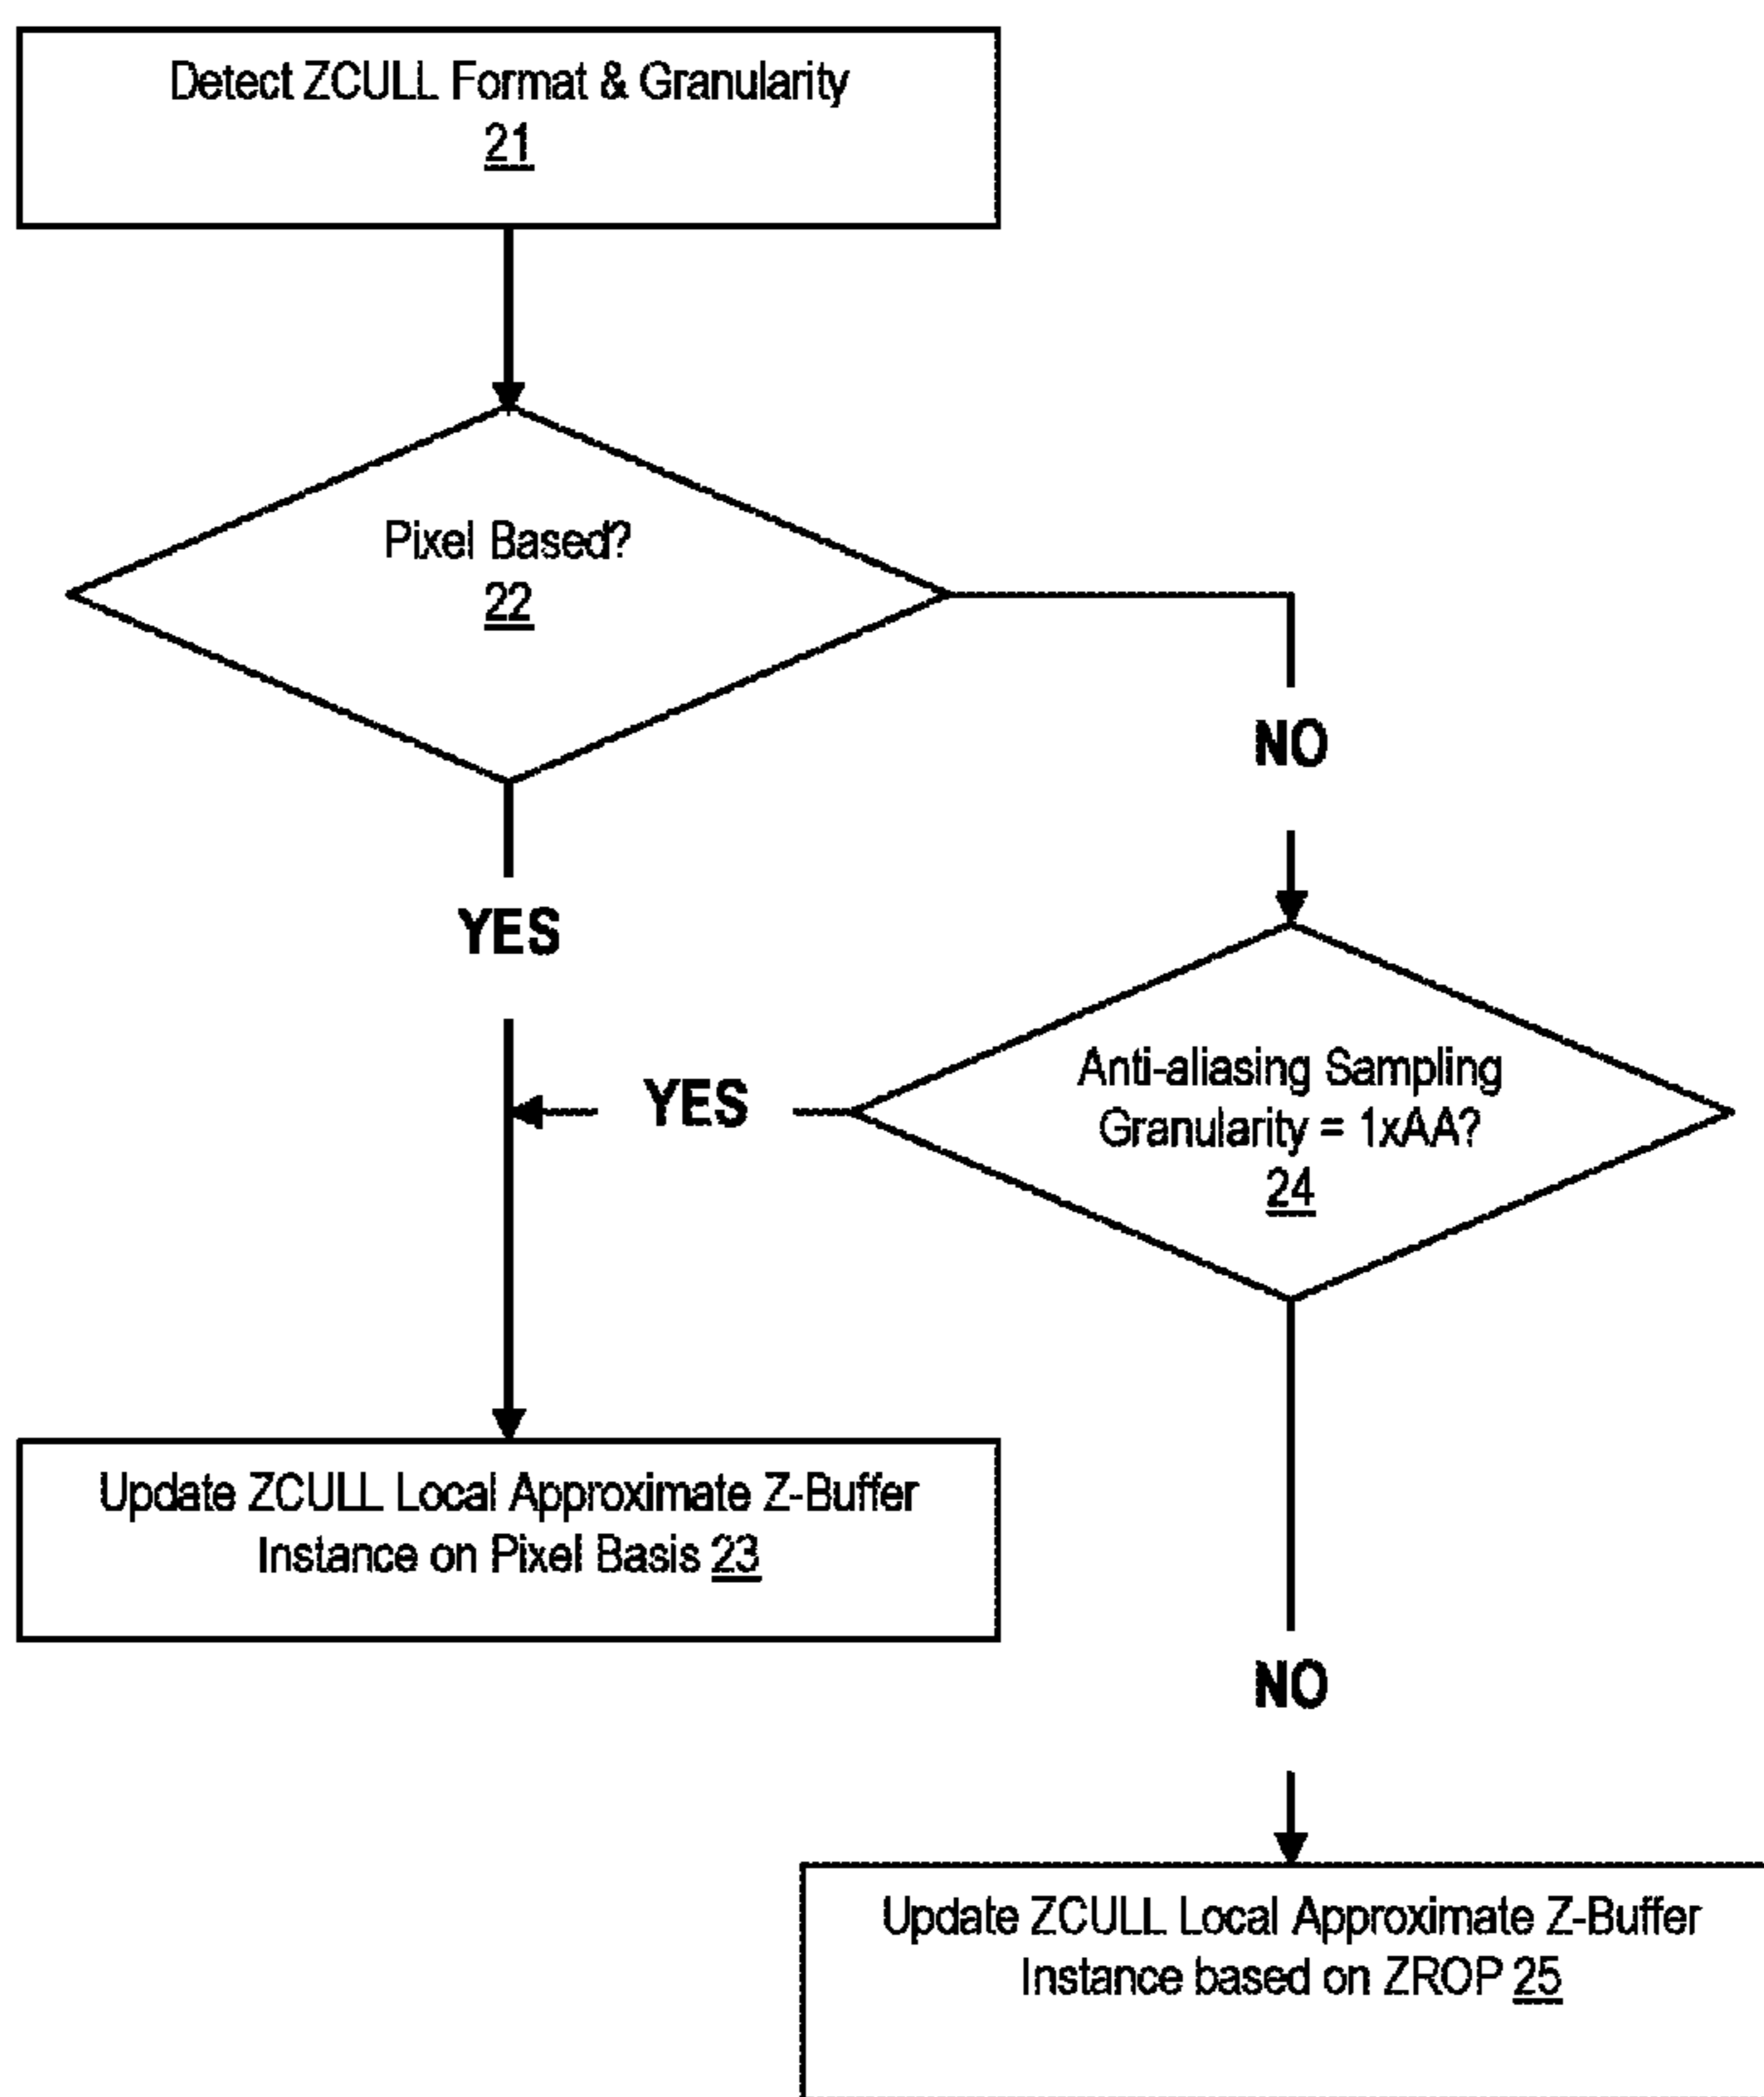 Detect ZCULL Format & Granularity
21
Pixel Based?
22
NO
YES
YES
Anti-aliasing Sampling
Granularity = 1xAA?
24
Update ZCULL Local Approximate Z-Buffer
Instance on Pixel Basis 23
NO
Update ZCULL Local Approximate Z-Buffer
Instance based on ZROP 25